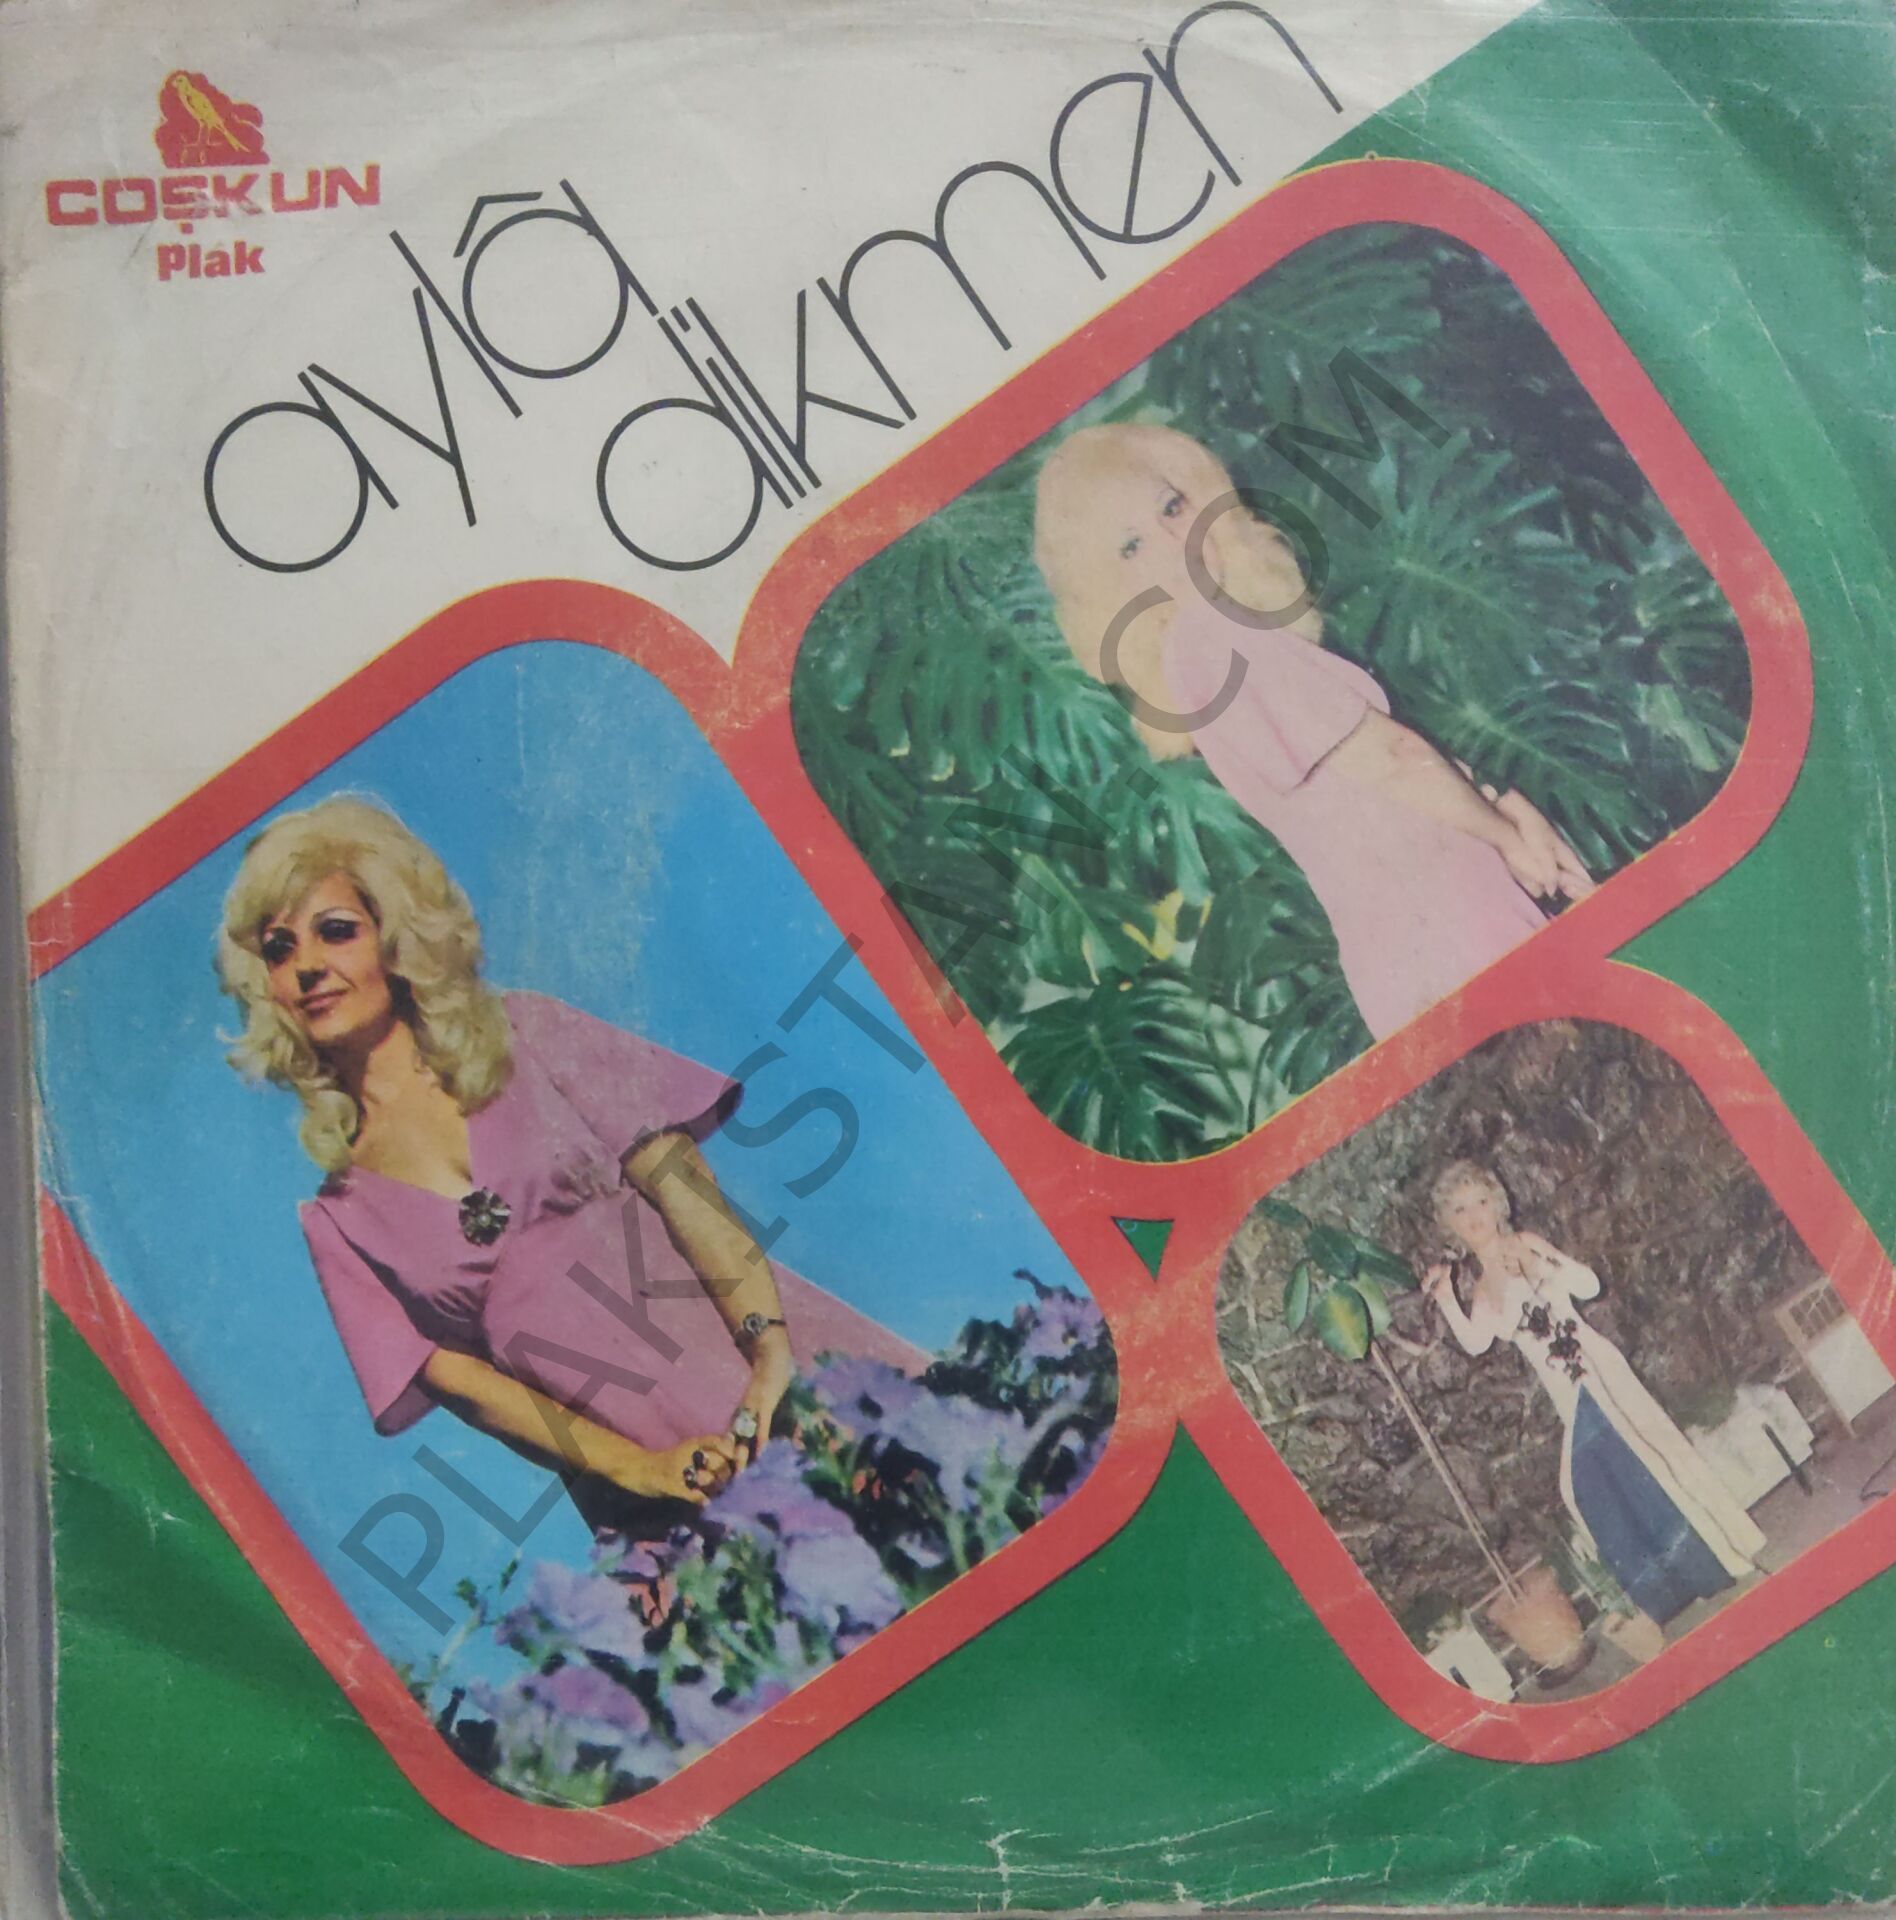 COŞKUN
plak
aylâ
dikmen
PLAKISTAN.COM